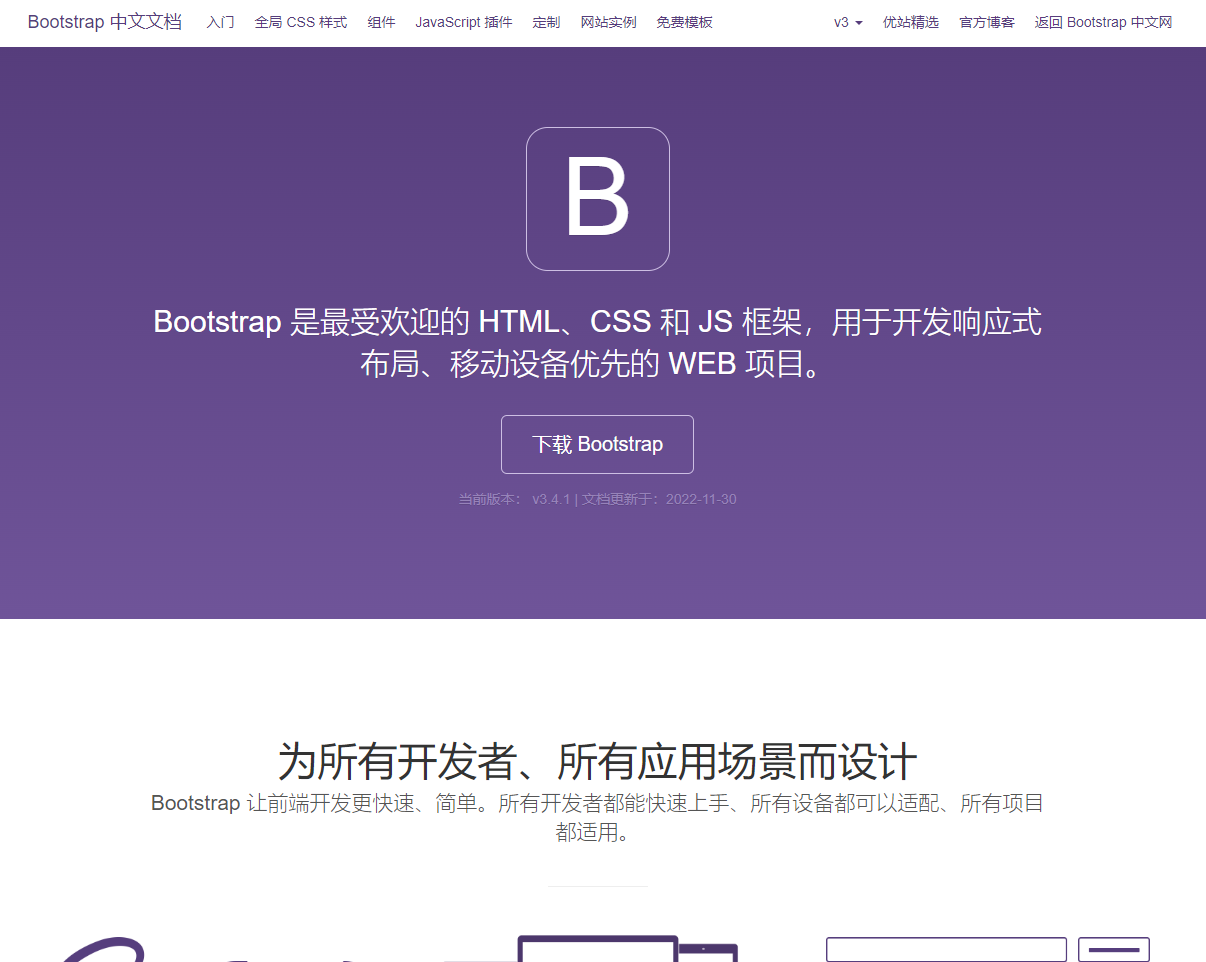 Bootstrap 中文文档 入门 全局 CSS 样式 组件 JavaScript 插件 定制 网站实例 免费模板 v3 优站精选 官方博客 返回 Bootstrap 中文网
B
Bootstrap 是最受欢迎的 HTML、CSS 和 JS 框架，用于开发响应式
布局、移动设备优先的 WEB 项目。
下载 Bootstrap
当前版本： v3.4.1 | 文档更新于：2022-11-30
为所有开发者、所有应用场景而设计
Bootstrap 让前端开发更快速、简单。所有开发者都能快速上手、所有设备都可以适配、所有项目
都适用。